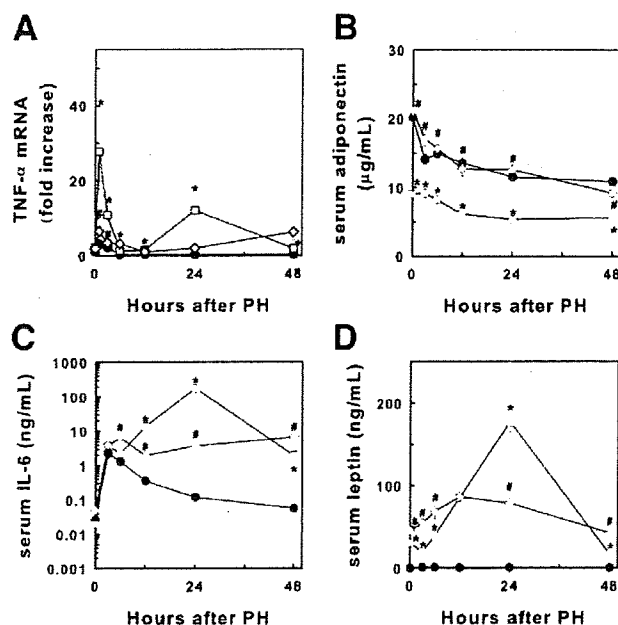 A
TNF-α mRNA
(fold increase)
40
20
0
0
24
48
Hours after PH
B
serum adiponectin
(µg/mL)
30
20
10
0
0
24
48
Hours after PH
C
serum IL-6 (ng/mL)
1000
100
10
1
0.1
0.01
0.001
0
24
48
Hours after PH
D
serum leptin (ng/mL)
200
100
0
0
24
48
Hours after PH